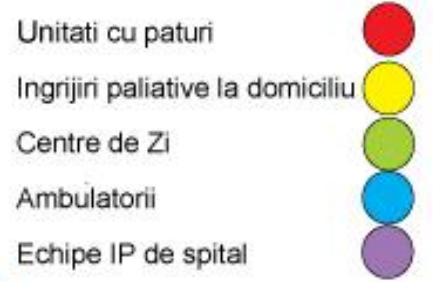 Unitati cu paturi
Ingrijiri paliative la domiciliu
Centre de Zi
Ambulatorii
Echipe IP de spital